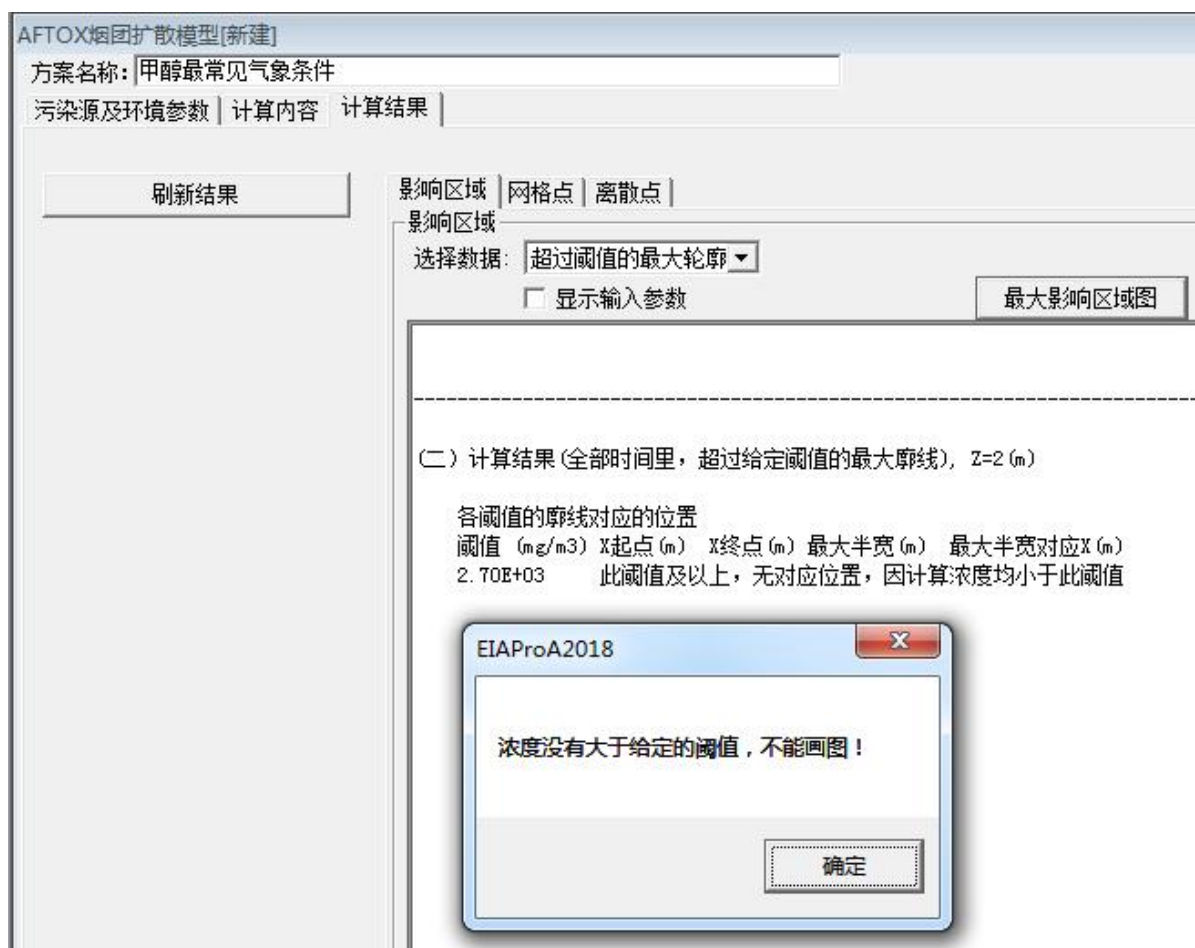 AFTOX烟团扩散模型[新建]
方案名称: 甲醇最常见气象条件
污染源及环境参数 计算内容 计算结果
刷新结果
影响区域 网格点 离散点
影响区域
选择数据: 超过阈值的最大轮廓
显示输入参数
最大影响区域图
(二) 计算结果(全部时间里，超过给定阈值的最大廓线), Z=2(m)
各阈值的廓线对应的位置
阈值 (mg/m3) X起点(m) X终点(m) 最大半宽(m) 最大半宽对应X(m)
2.70E+03 此阈值及以上，无对应位置，因计算浓度均小于此阈值
EIAProA2018
浓度没有大于给定的阈值，不能画图！
确定